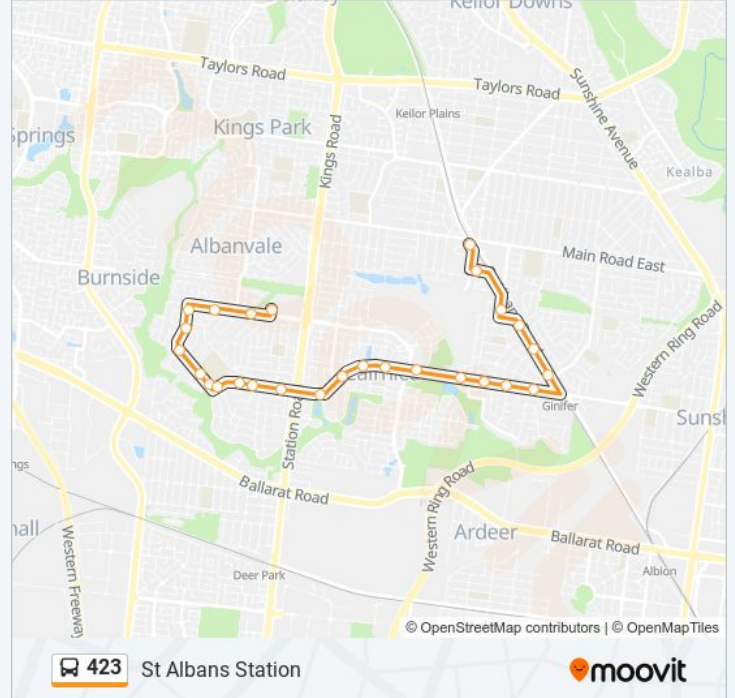 Keilor Downs
Taylors Road
Taylors Road
Sunshine Avenue
Keilor Plains
Kings Park
Springs
Kings Road
Kealba
Albanvale
Main Road East
Burnside
Western Ring Road
Ginifer
Station Roa
Ballarat Road
Western Ring Road
Ardeer
Ballarat Road
Western Freeway
Deer Park
Albion
© OpenStreetMap contributors | © OpenMapTiles
423 St Albans Station
moovit